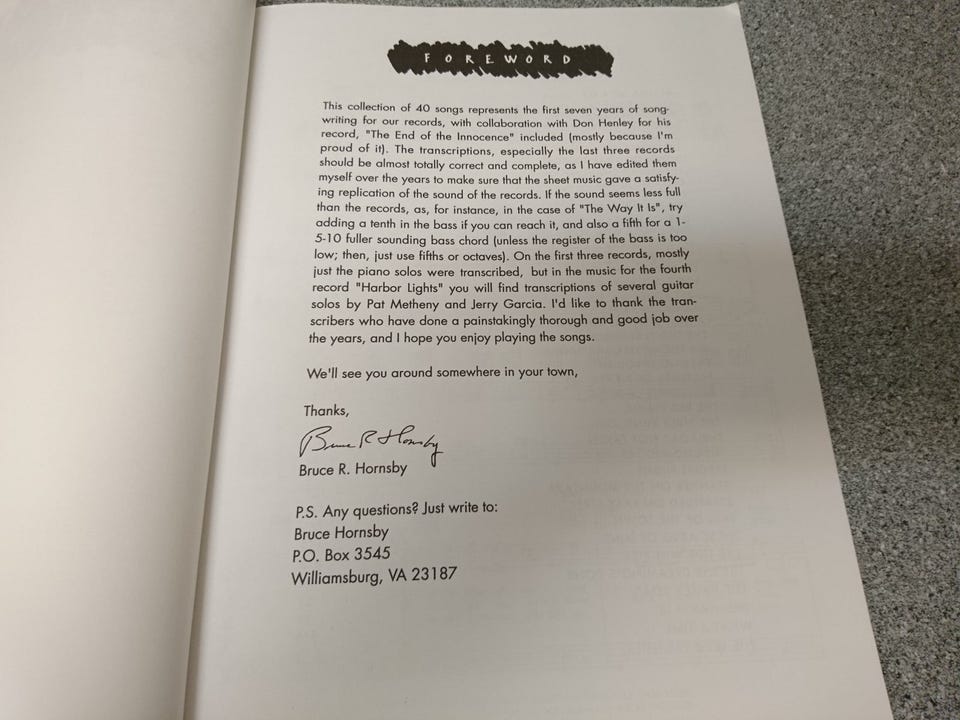 FOREWORD
This collection of 40 songs represents the first seven years of song-
writing for our records, with collaboration with Don Henley for his
record, "The End of the Innocence" included (mostly because I'm
proud of it). The transcriptions, especially the last three records
should be almost totally correct and complete, as I have edited them
myself over the years to make sure that the sheet music gave a satisfy-
ing replication of the sound of the records. If the sound seems less full
than the records, as, for instance, in the case of "The Way It Is", try
adding a tenth in the bass if you can reach it, and also a fifth for a 1-
5-10 fuller sounding bass chord (unless the register of the bass is too
low; then, just use fifths or octaves). On the first three records, mostly
just the piano solos were transcribed, but in the music for the fourth
record "Harbor Lights" you will find transcriptions of several guitar
solos by Pat Metheny and Jerry Garcia. I'd like to thank the tran-
scribers who have done a painstakingly thorough and good job over
the years, and I hope you enjoy playing the songs.
We'll see you around somewhere in your town,
Thanks,
Bruce R Hornsby
Bruce R. Hornsby
P.S. Any questions? Just write to:
Bruce Hornsby
P.O. Box 3545
Williamsburg, VA 23187